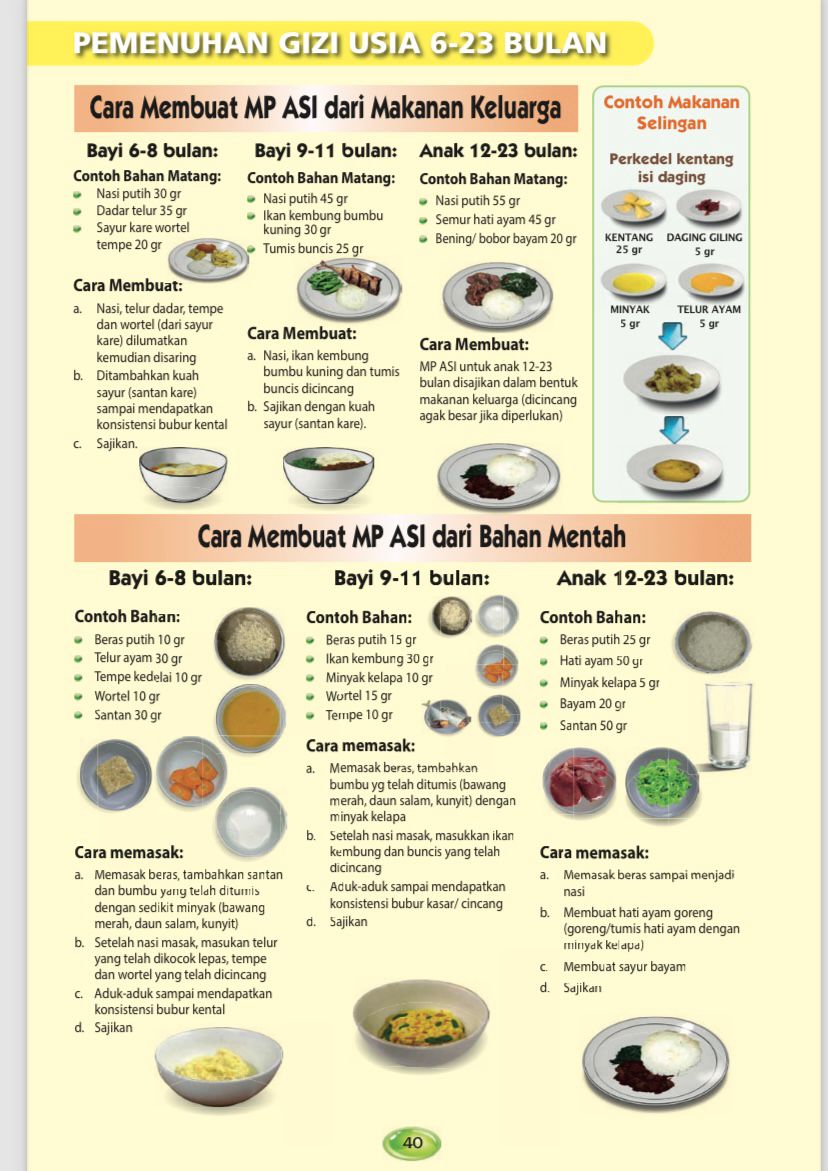 PEMENUHAN GIZI USIA 6-23 BULAN
Cara Membuat MP ASI dari Makanan Keluarga
Bayi 6-8 bulan:
Contoh Bahan Matang:
Nasi putih 30 gr
Dadar telur 35 gr
Sayur kare wortel
tempe 20 gr
Cara Membuat:
a. Nasi, telur dadar, tempe
dan wortel (dari sayur
kare) dilumatkan
kemudian disaring
b. Ditambahkan kuah
sayur (santan kare)
sampai mendapatkan
konsistensi bubur kental
c. Sajikan.
Bayi 9-11 bulan:
Contoh Bahan Matang:
Nasi putih 45 gr
Ikan kembung bumbu
kuning 30 gr
Tumis buncis 25 gr
Cara Membuat:
a. Nasi, ikan kembung
bumbu kuning dan tumis
buncis dicincang
b. Sajikan dengan kuah
sayur (santan kare).
Anak 12-23 bulan:
Contoh Bahan Matang:
Nasi putih 55 gr
Semur hati ayam 45 gr
Bening/ bobor bayam 20 gr
Cara Membuat:
MP ASI untuk anak 12-23
bulan disajikan dalam bentuk
makanan keluarga (dicincang
agak besar jika diperlukan)
Contoh Makanan
Selingan
Perkedel kentang
isi daging
KENTANG
25 gr
DAGING GILING
5 gr
MINYAK
5 gr
TELUR AYAM
5 gr
Cara Membuat MP ASI dari Bahan Mentah
Bayi 6-8 bulan:
Contoh Bahan:
Beras putih 10 gr
Telur ayam 30 gr
Tempe kedelai 10 gr
Wortel 10 gr
Santan 30 gr
Cara memasak:
a. Memasak beras, tambahkan santan
dan bumbu yang telah ditumis
dengan sedikit minyak (bawang
merah, daun salam, kunyit)
b. Setelah nasi masak, masukan telur
yang telah dikocok lepas, tempe
dan wortel yang telah dicincang
c. Aduk-aduk sampai mendapatkan
konsistensi bubur kental
d. Sajikan
Bayi 9-11 bulan:
Contoh Bahan:
Beras putih 15 gr
Ikan kembung 30 gr
Minyak kelapa 10 gr
Wortel 15 gr
Tempe 10 gr
Cara memasak:
a. Memasak beras, tambahkan
bumbu yg telah ditumis (bawang
merah, daun salam, kunyit) dengan
minyak kelapa
b. Setelah nasi masak, masukkan ikan
kembung dan buncis yang telah
dicincang
c. Aduk-aduk sampai mendapatkan
konsistensi bubur kasar/ cincang
d. Sajikan
Anak 12-23 bulan:
Contoh Bahan:
Beras putih 25 gr
Hati ayam 50 gr
Minyak kelapa 5 gr
Bayam 20 gr
Santan 50 gr
Cara memasak:
a. Memasak beras sampai menjadi
nasi
b. Membuat hati ayam goreng
(goreng/tumis hati ayam dengan
minyak kelapa)
c. Membuat sayur bayam
d. Sajikan
40